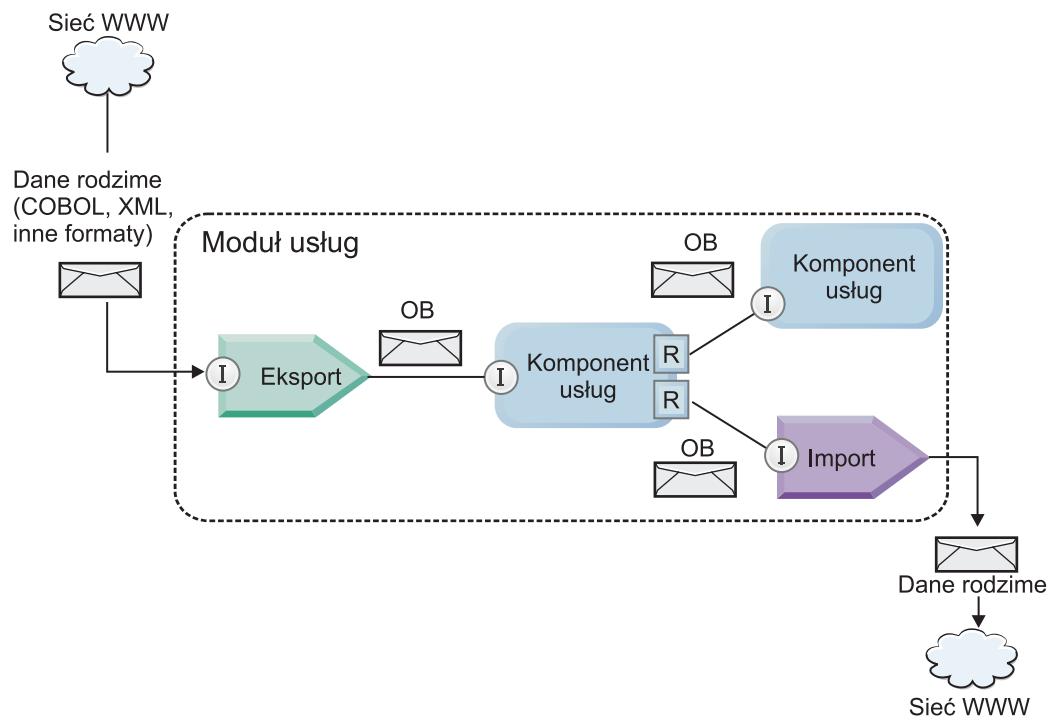 Sieć WWW
Dane rodzime
(COBOL, XML,
inne formaty)
Moduł usług
OB
Komponent
usług
I
OB
I
Eksport
I
Komponent
usług
R
R
OB
I
Import
Dane rodzime
Sieć WWW